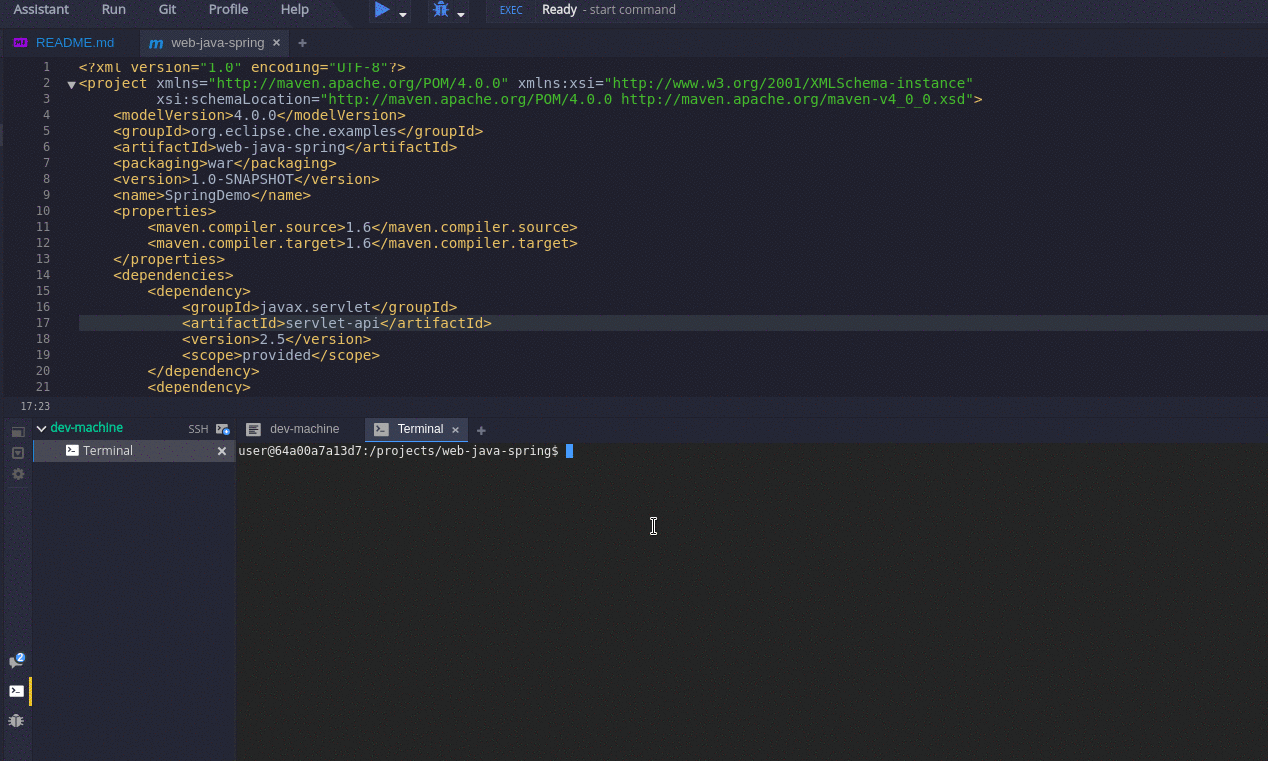 Assistant Run Git Profile Help EXEC Ready - start command
README.md web-java-spring × +
1 <?xml version="1.0" encoding="UTF-8"?>
2 <project xmlns="http://maven.apache.org/POM/4.0.0" xmlns:xsi="http://www.w3.org/2001/XMLSchema-instance"
3 xsi:schemaLocation="http://maven.apache.org/POM/4.0.0 http://maven.apache.org/maven-v4_0_0.xsd">
4 <modelVersion>4.0.0</modelVersion>
5 <groupId>org.eclipse.che.examples</groupId>
6 <artifactId>web-java-spring</artifactId>
7 <packaging>war</packaging>
8 <version>1.0-SNAPSHOT</version>
9 <name>SpringDemo</name>
10 <properties>
11 <maven.compiler.source>1.6</maven.compiler.source>
12 <maven.compiler.target>1.6</maven.compiler.target>
13 </properties>
14 <dependencies>
15 <dependency>
16 <groupId>javax.servlet</groupId>
17 <artifactId>servlet-api</artifactId>
18 <version>2.5</version>
19 <scope>provided</scope>
20 </dependency>
21 <dependency>
17:23
dev-machine SSH dev-machine Terminal × +
Terminal ×
user@64a00a7a13d7:/projects/web-java-spring$
2